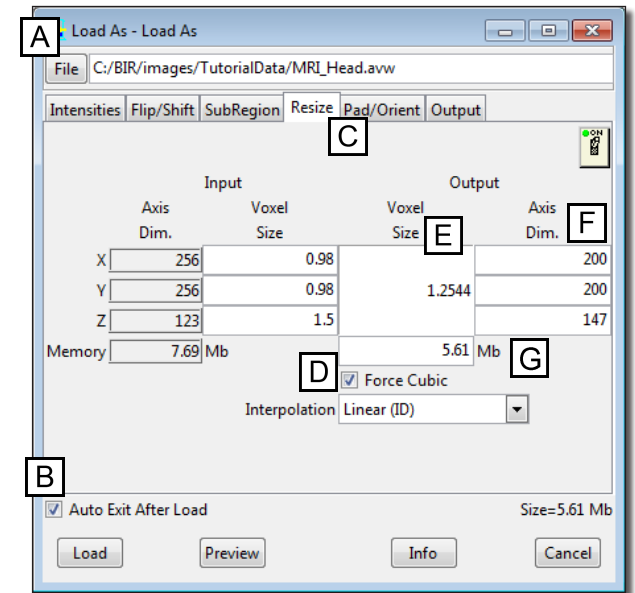 A
Load As - Load As
File C:/BIR/images/TutorialData/MRI_Head.avw
Intensities Flip/Shift SubRegion Resize Pad/Orient Output
C
ON
Input Output
Axis Voxel Voxel Axis
Dim. Size Size E Dim. F
X 256 0.98 200
Y 256 0.98 1.2544 200
Z 123 1.5 147
Memory 7.69 Mb 5.61 Mb G
D Force Cubic
Interpolation Linear (ID)
B
Auto Exit After Load Size=5.61 Mb
Load Preview Info Cancel